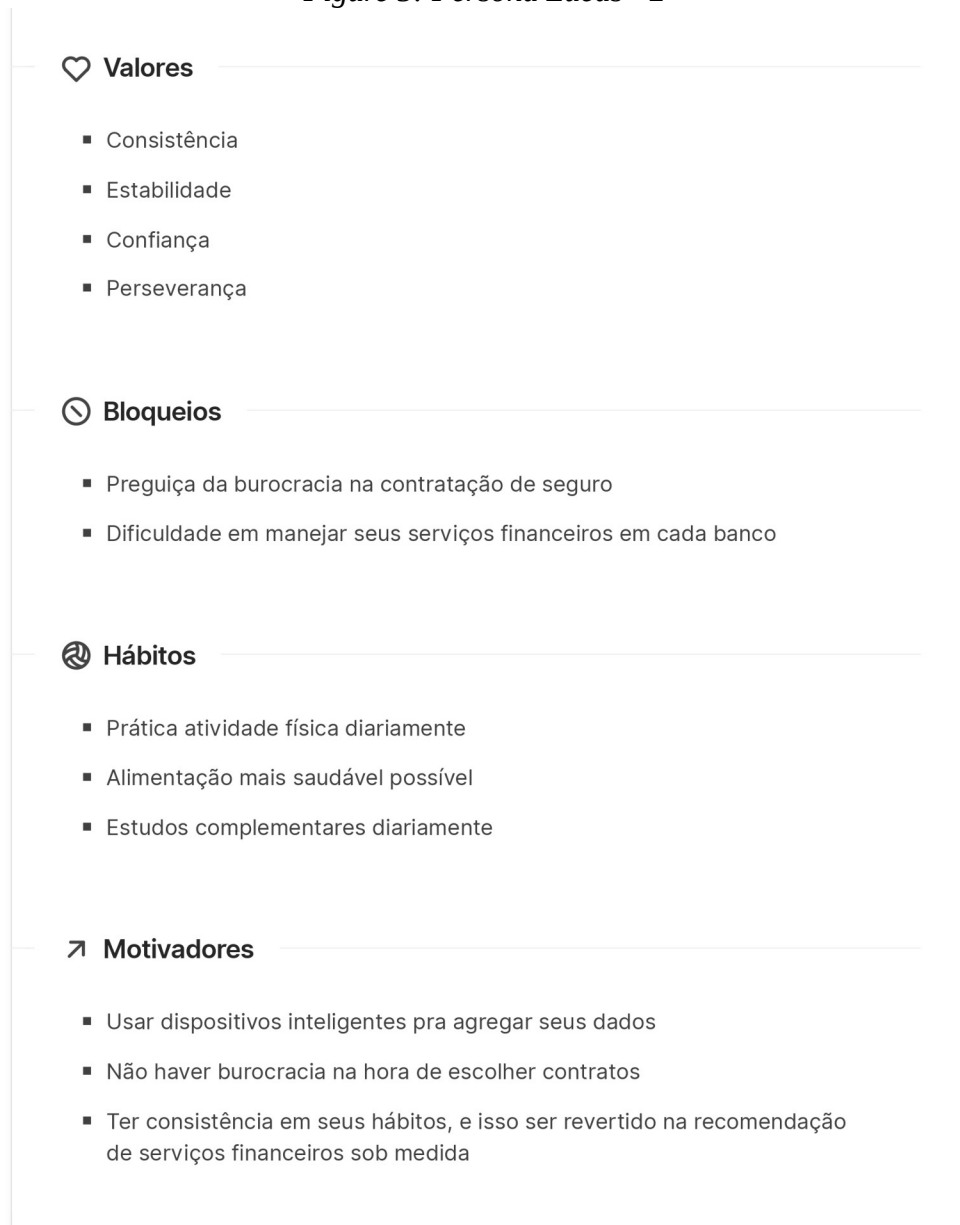 Valores
Consistência
Estabilidade
Confiança
Perseverança
Bloqueios
Preguiça da burocracia na contratação de seguro
Dificuldade em manejar seus serviços financeiros em cada banco
Hábitos
Prática atividade física diariamente
Alimentação mais saudável possível
Estudos complementares diariamente
Motivadores
Usar dispositivos inteligentes pra agregar seus dados
Não haver burocracia na hora de escolher contratos
Ter consistência em seus hábitos, e isso ser revertido na recomendação
de serviços financeiros sob medida